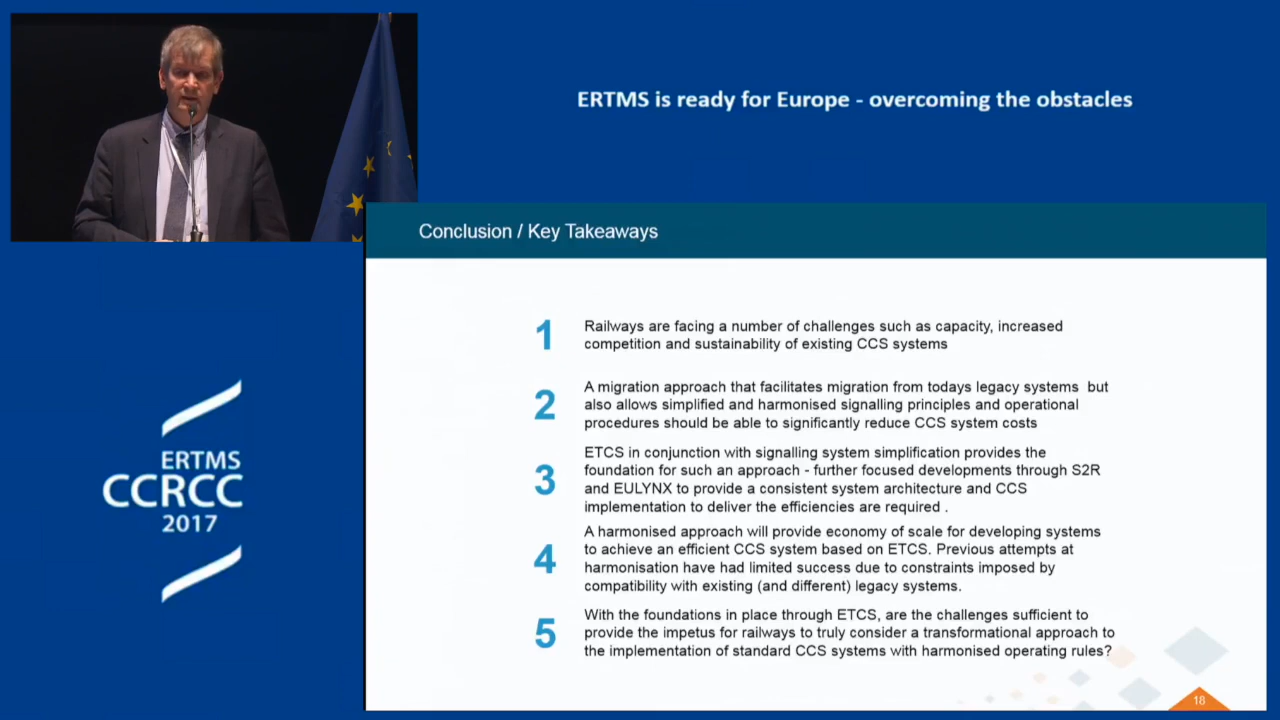 ERTMS is ready for Europe - overcoming the obstacles
Conclusion / Key Takeaways
1
Railways are facing a number of challenges such as capacity, increased
competition and sustainability of existing CCS systems
2
A migration approach that facilitates migration from todays legacy systems but
also allows simplified and harmonised signalling principles and operational
procedures should be able to significantly reduce CCS system costs
3
ETCS in conjunction with signalling system simplification provides the
foundation for such an approach - further focused developments through S2R
and EULYNX to provide a consistent system architecture and CCS
implementation to deliver the efficiencies are required .
4
A harmonised approach will provide economy of scale for developing systems
to achieve an efficient CCS system based on ETCS. Previous attempts at
harmonisation have had limited success due to constraints imposed by
compatibility with existing (and different) legacy systems.
5
With the foundations in place through ETCS, are the challenges sufficient to
provide the impetus for railways to truly consider a transformational approach to
the implementation of standard CCS systems with harmonised operating rules?
18
ERTMS
CCRCC
2017